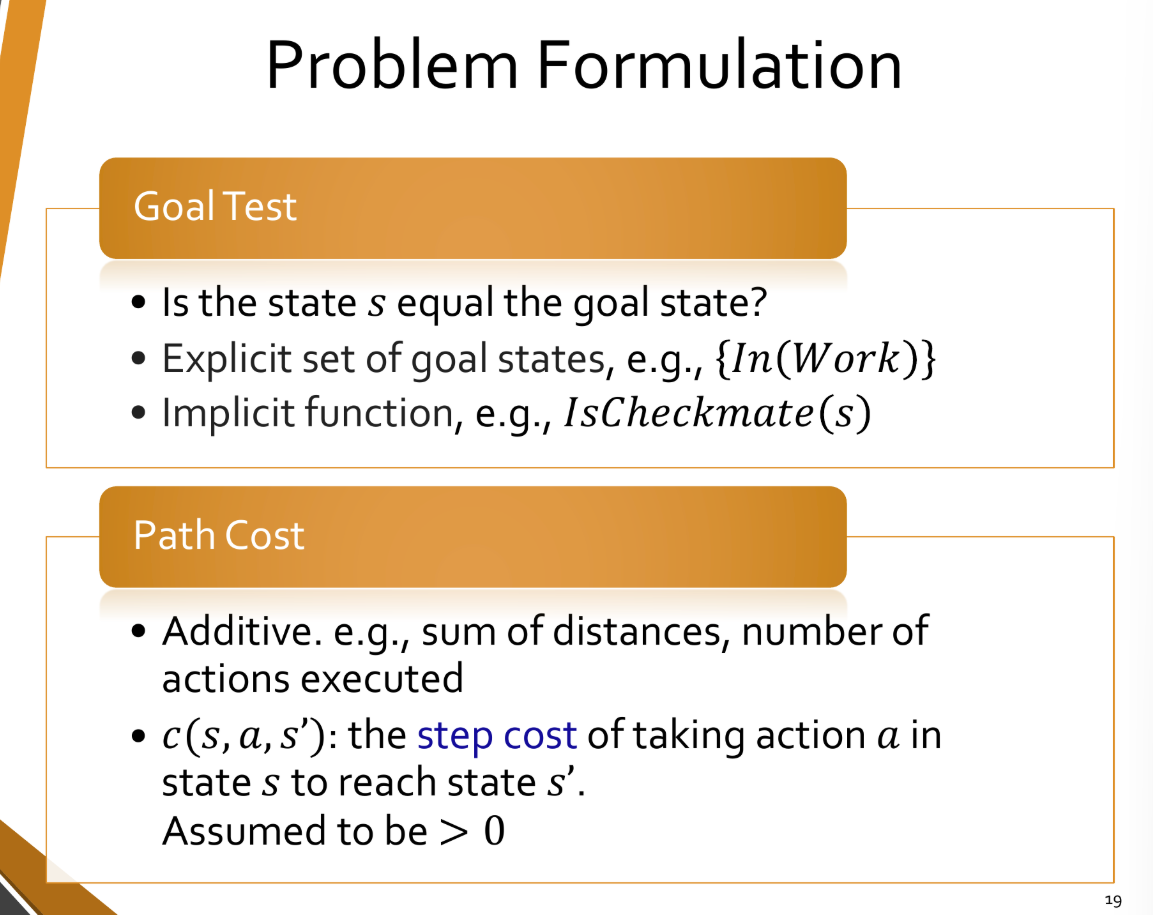 Problem Formulation
Goal Test
• Is the state s equal the goal state?
• Explicit set of goal states, e.g., {In(Work)}
• Implicit function, e.g., IsCheckmate(s)
Path Cost
• Additive. e.g., sum of distances, number of
actions executed
• c(s, a, s’): the step cost of taking action a in
state s to reach state s’.
Assumed to be > 0
19